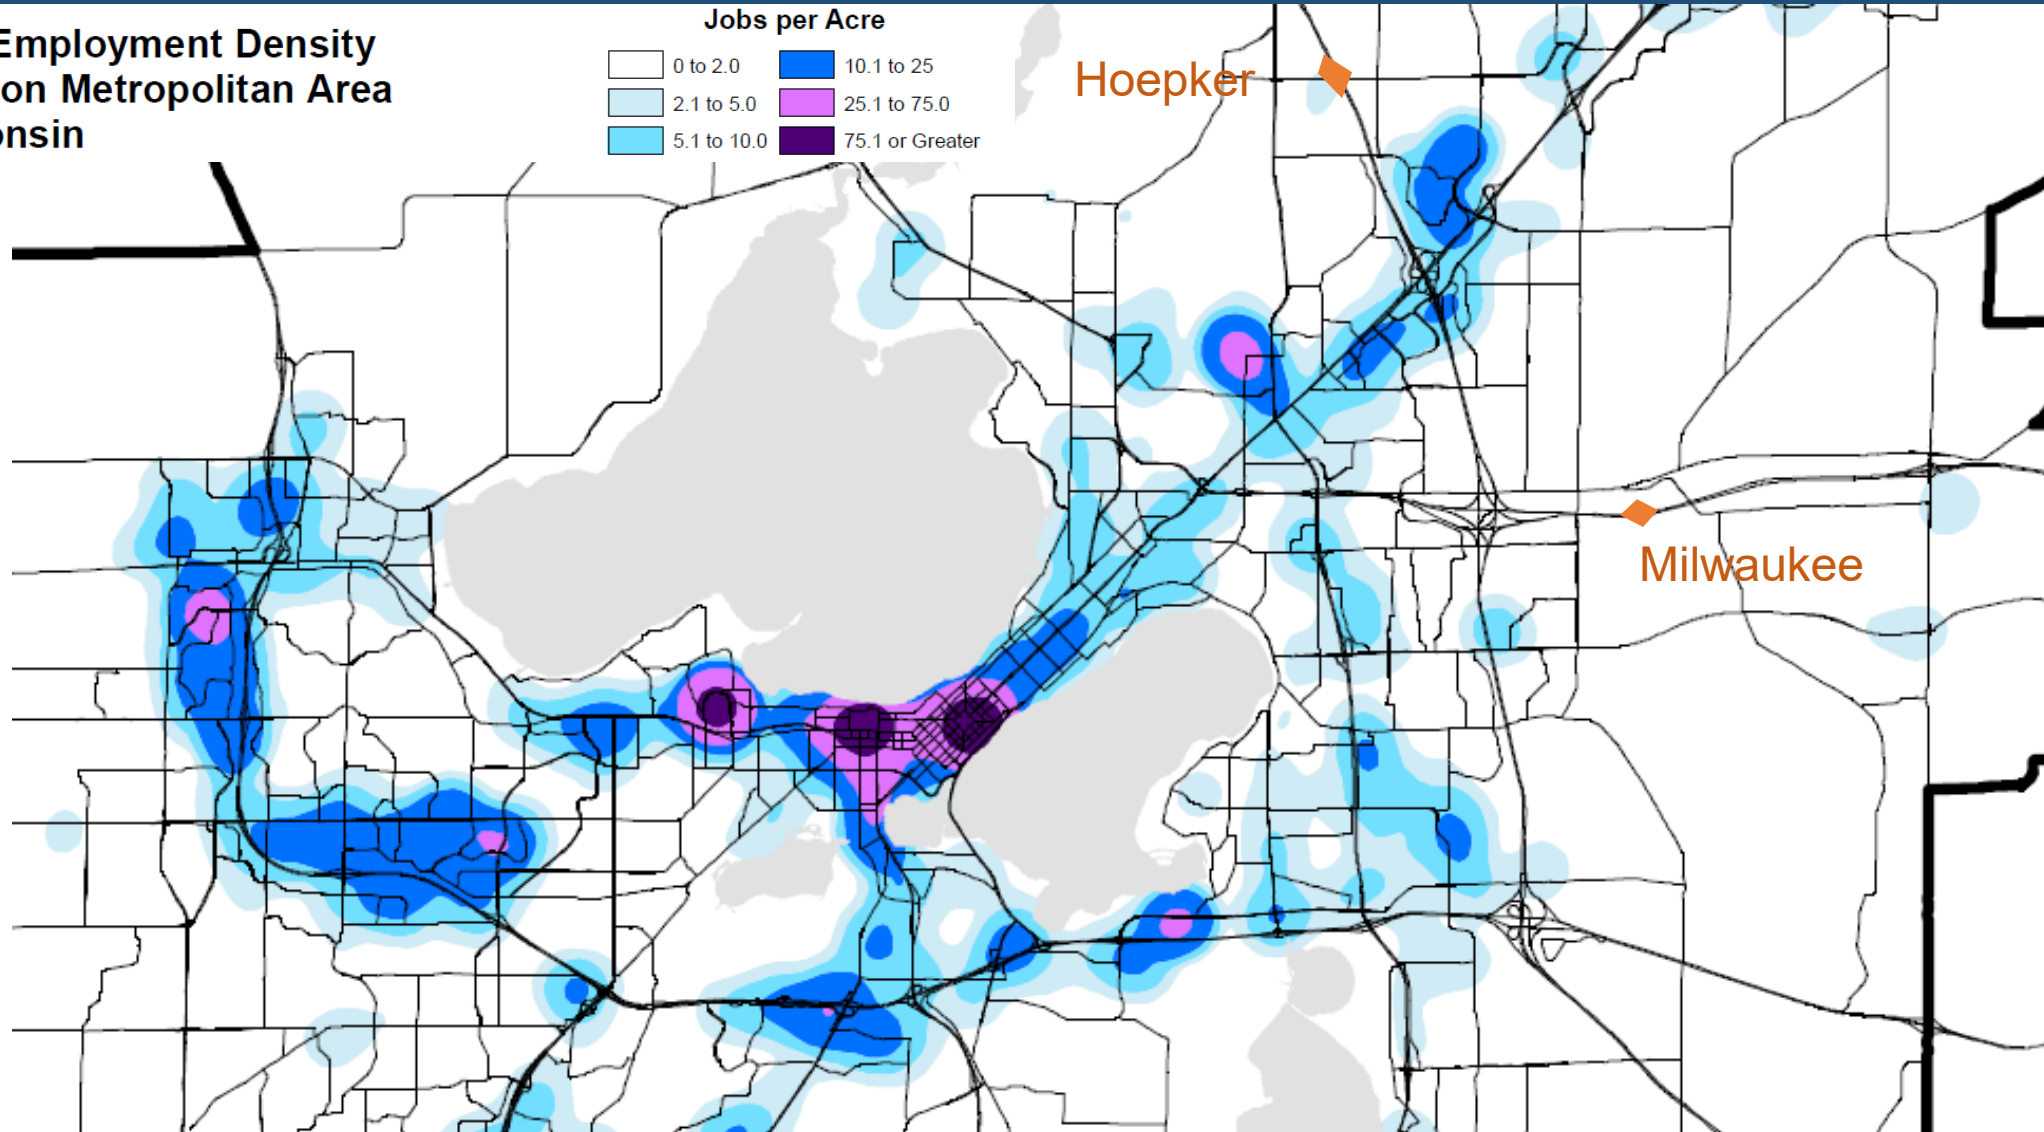 Employment Density
on Metropolitan Area
onsin
Jobs per Acre
0 to 2.0
2.1 to 5.0
5.1 to 10.0
10.1 to 25
25.1 to 75.0
75.1 or Greater
Hoepker
Milwaukee